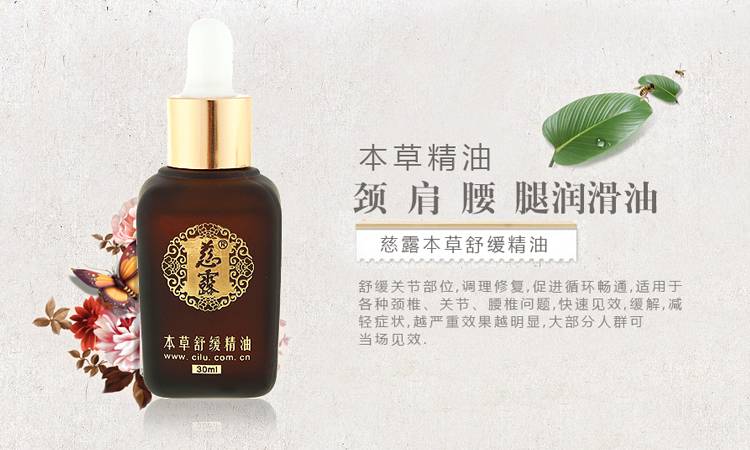 本草精油
颈 肩 腰 腿润滑油
慈露本草舒缓精油
舒缓关节部位,调理修复,促进循环畅通,适用于
各种颈椎、关节、腰椎问题,快速见效,缓解,减
轻症状,越严重效果越明显,大部分人群可
当场见效.
慈露
®
本草舒缓精油
www.cilu.com.cn
30ml